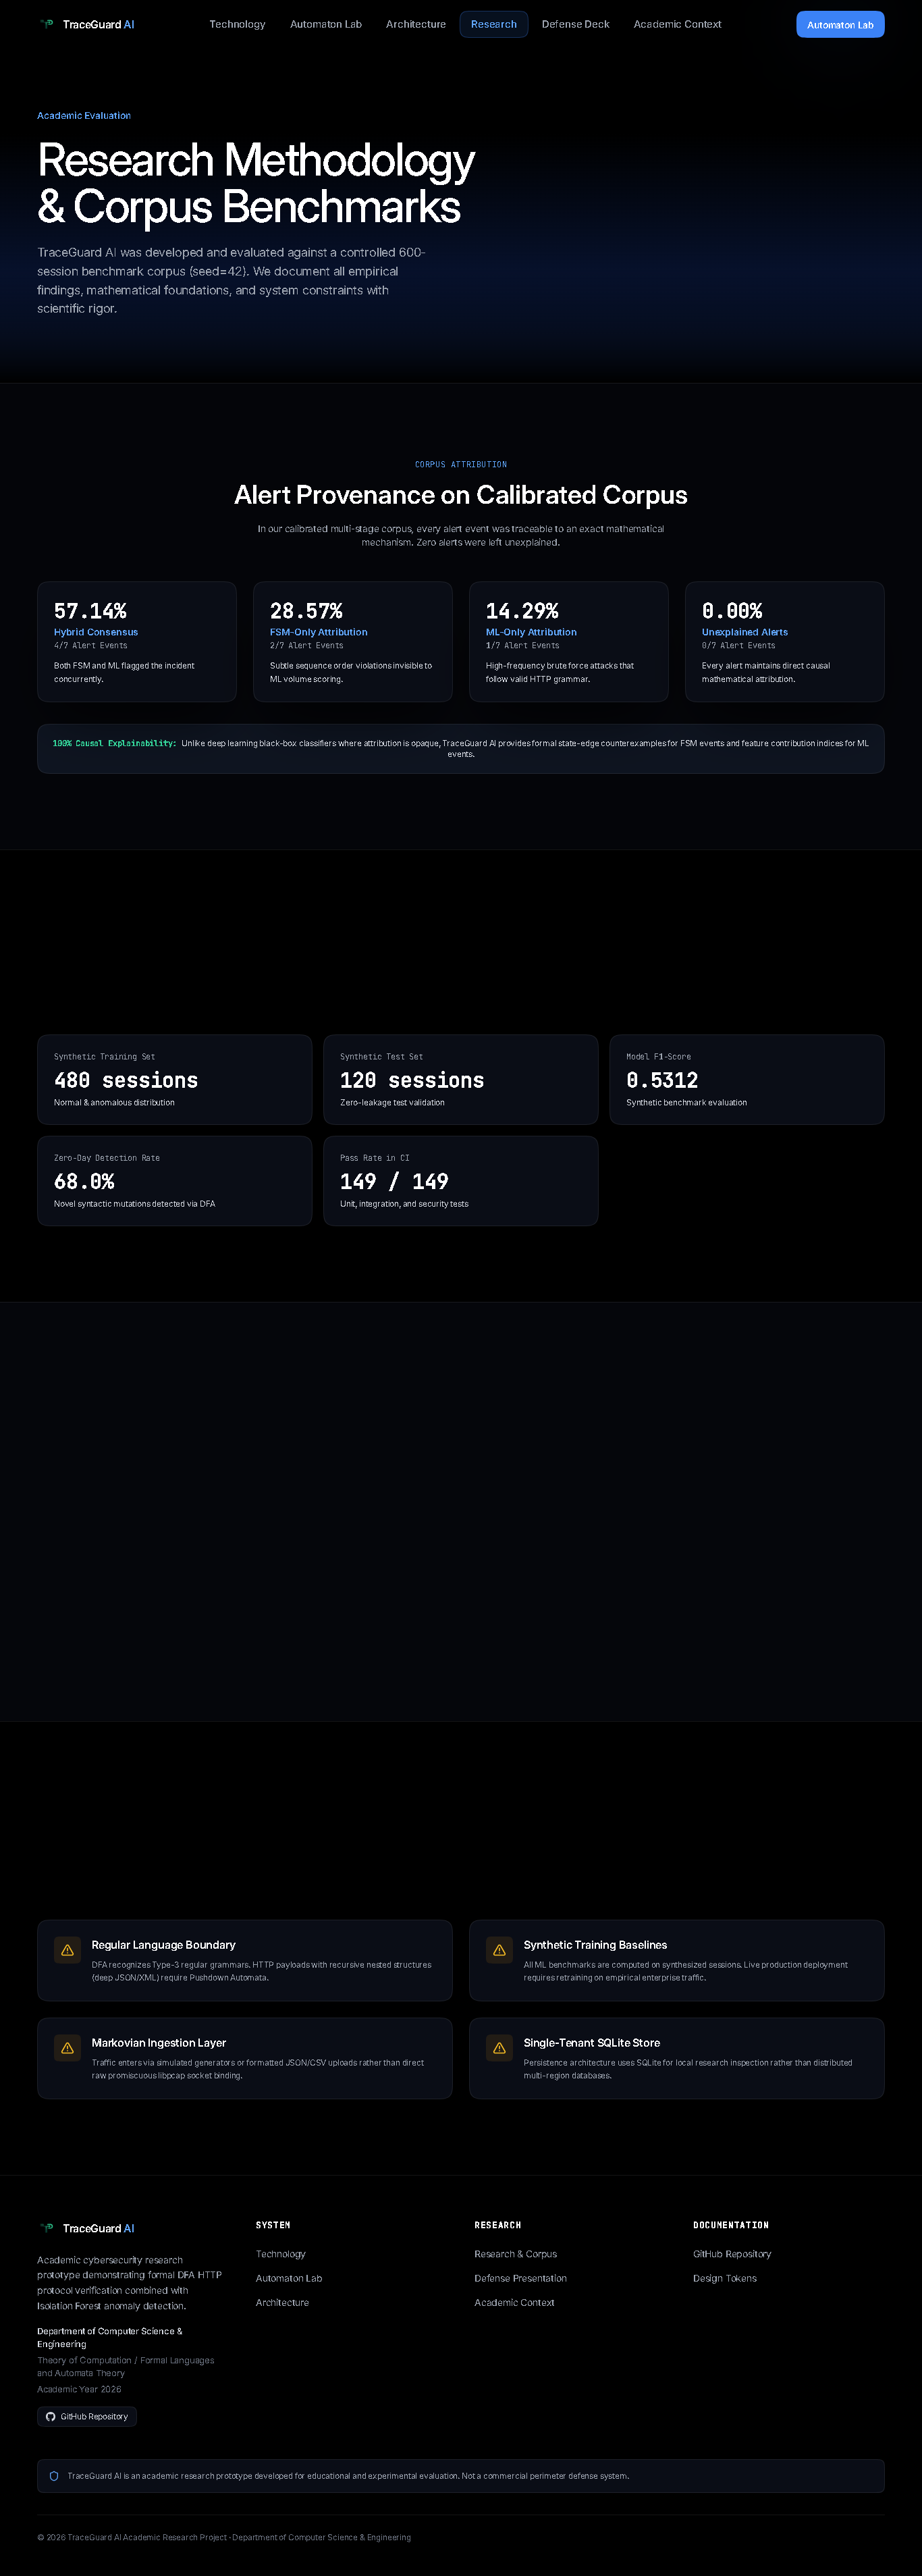 TraceGuard AI
Technology
Automaton Lab
Architecture
Research
Defense Deck
Academic Context
Automaton Lab
Academic Evaluation
Research Methodology
& Corpus Benchmarks
TraceGuard AI was developed and evaluated against a controlled 600-
session benchmark corpus (seed=42). We document all empirical
findings, mathematical foundations, and system constraints with
scientific rigor.
CORPUS ATTRIBUTION
Alert Provenance on Calibrated Corpus
In our calibrated multi-stage corpus, every alert event was traceable to an exact mathematical
mechanism. Zero alerts were left unexplained.
57.14%
Hybrid Consensus
4/7 Alert Events
Both FSM and ML flagged the incident
concurrently.
28.57%
FSM-Only Attribution
2/7 Alert Events
Subtle sequence order violations invisible to
ML volume scoring.
14.29%
ML-Only Attribution
1/7 Alert Events
High-frequency brute force attacks that
follow valid HTTP grammar.
0.00%
Unexplained Alerts
0/7 Alert Events
Every alert maintains direct causal
mathematical attribution.
100% Causal Explainability: Unlike deep learning black-box classifiers where attribution is opaque, TraceGuard AI provides formal state-edge counterexamples for FSM events and feature contribution indices for ML
events.
Synthetic Training Set
480 sessions
Normal & anomalous distribution
Synthetic Test Set
120 sessions
Zero-leakage test validation
Model F1-Score
0.5312
Synthetic benchmark evaluation
Zero-Day Detection Rate
68.0%
Novel syntactic mutations detected via DFA
Pass Rate in CI
149 / 149
Unit, integration, and security tests
Regular Language Boundary
DFA recognizes Type-3 regular grammars. HTTP payloads with recursive nested structures
(deep JSON/XML) require Pushdown Automata.
Synthetic Training Baselines
All ML benchmarks are computed on synthesized sessions. Live production deployment
requires retraining on empirical enterprise traffic.
Markovian Ingestion Layer
Traffic enters via simulated generators or formatted JSON/CSV uploads rather than direct
raw promiscuous libpcap socket binding.
Single-Tenant SQLite Store
Persistence architecture uses SQLite for local research inspection rather than distributed
multi-region databases.
TraceGuard AI
Academic cybersecurity research
prototype demonstrating formal DFA HTTP
protocol verification combined with
Isolation Forest anomaly detection.
Department of Computer Science &
Engineering
Theory of Computation / Formal Languages
and Automata Theory
Academic Year 2026
GitHub Repository
SYSTEM
Technology
Automaton Lab
Architecture
RESEARCH
Research & Corpus
Defense Presentation
Academic Context
DOCUMENTATION
GitHub Repository
Design Tokens
TraceGuard AI is an academic research prototype developed for educational and experimental evaluation. Not a commercial perimeter defense system.
© 2026 TraceGuard AI Academic Research Project · Department of Computer Science & Engineering